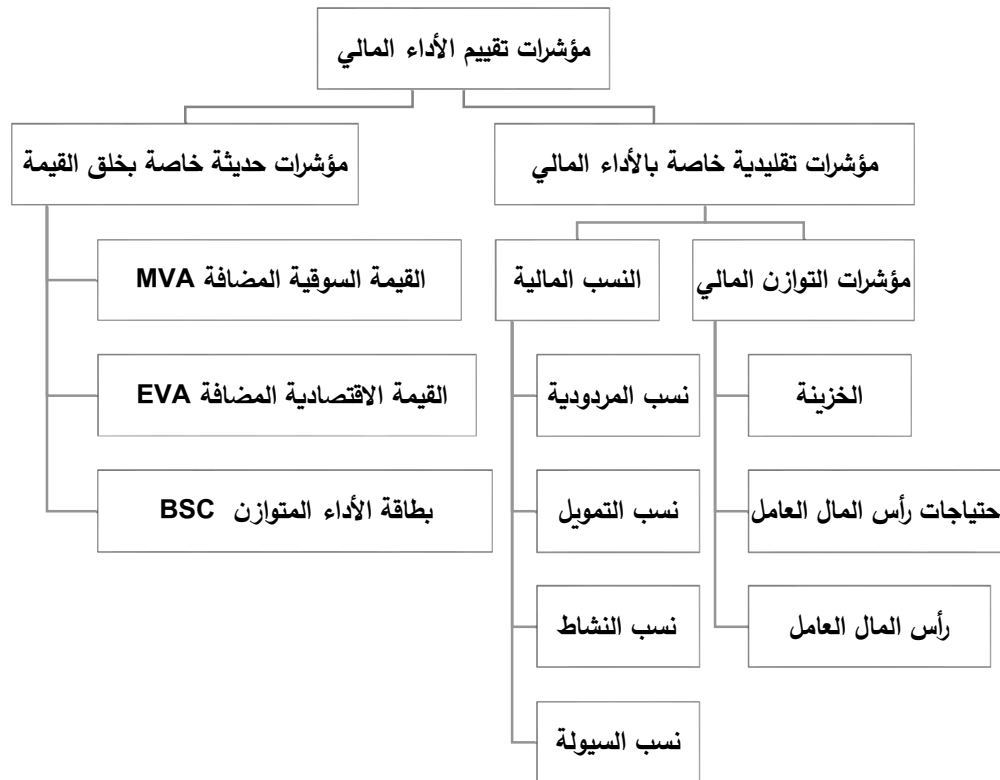 مؤشرات تقييم الأداء المالي
مؤشرات تقليدية خاصة بالأداء المالي
مؤشرات حديثة خاصة بخلق القيمة
مؤشرات التوازن المالي
النسب المالية
القيمة السوقية المضافة MVA
الخزينة
نسب المردودية
القيمة الاقتصادية المضافة EVA
حتياجات رأس المال العامل
نسب التمويل
بطاقة الأداء المتوازن BSC
رأس المال العامل
نسب النشاط
نسب السيولة